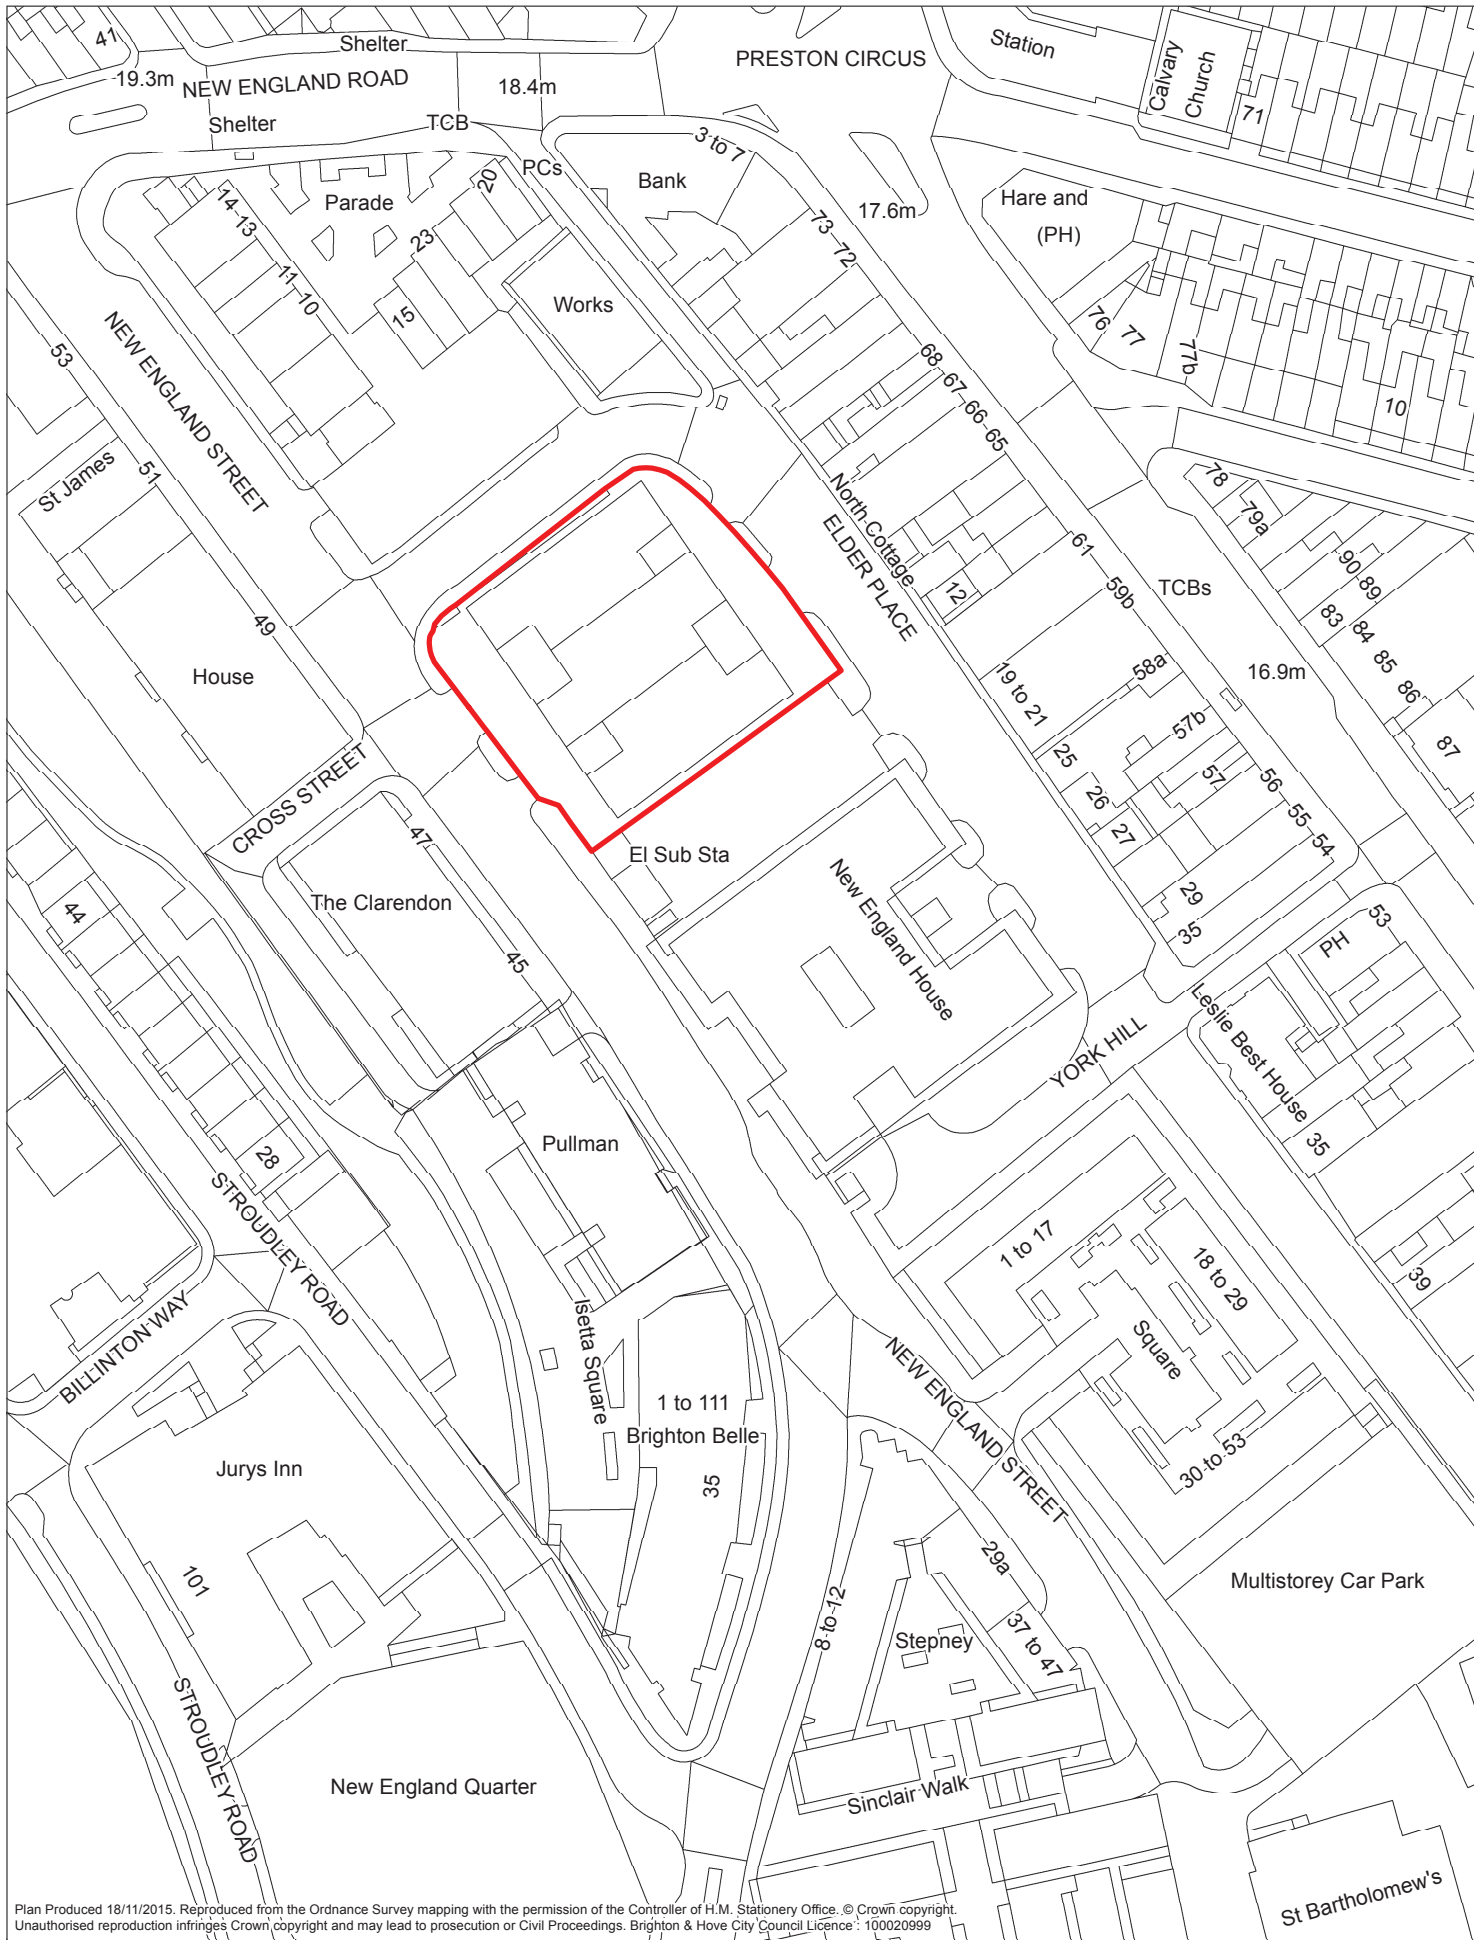 41
Shelter
Station
PRESTON CIRCUS
Calvary
Church
19.3m
NEW ENGLAND ROAD
18.4m
71
Shelter
TCB
3 to 7
PCs
Bank
Hare and
(PH)
14
13
Parade
20
17.6m
73
72
23
11
10
15
Works
76
77
77b
10
53
NEW ENGLAND STREET
68
67
66
65
St James
51
78
79a
North Cottage
ELDER PLACE
12
61
59b
TCBs
90
89
83
84
85
86
87
49
House
19 to 21
58a
16.9m
57b
25
26
27
57
56
55
54
CROSS STREET
47
El Sub Sta
The Clarendon
New England House
44
29
35
53
PH
45
Leslie Best House
YORK HILL
35
Pullman
28
STROUDLEY ROAD
1 to 17
18 to 29
39
BILLINTON WAY
Isetta Square
Square
NEW ENGLAND STREET
1 to 111
Brighton Belle
35
30 to 53
Jurys Inn
101
29a
8 to 12
Multistorey Car Park
Stepney
37 to 47
STROUDLEY ROAD
New England Quarter
Sinclair Walk
St Bartholomew's
Plan Produced 18/11/2015. Reproduced from the Ordnance Survey mapping with the permission of the Controller of H.M. Stationery Office. © Crown copyright.
Unauthorised reproduction infringes Crown copyright and may lead to prosecution or Civil Proceedings. Brighton & Hove City Council Licence : 100020999